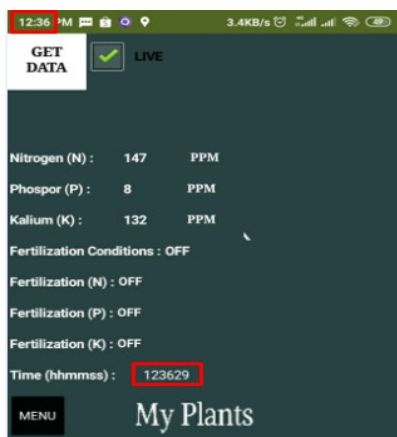 12:36 PM 3.4KB/s 49
GET
DATA
LIVE
Nitrogen (N) : 147 PPM
Phospor (P) : 8 PPM
Kalium (K) : 132 PPM
Fertilization Conditions : OFF
Fertilization (N) : OFF
Fertilization (P) : OFF
Fertilization (K) : OFF
Time (hhmmss) : 123629
MENU My Plants